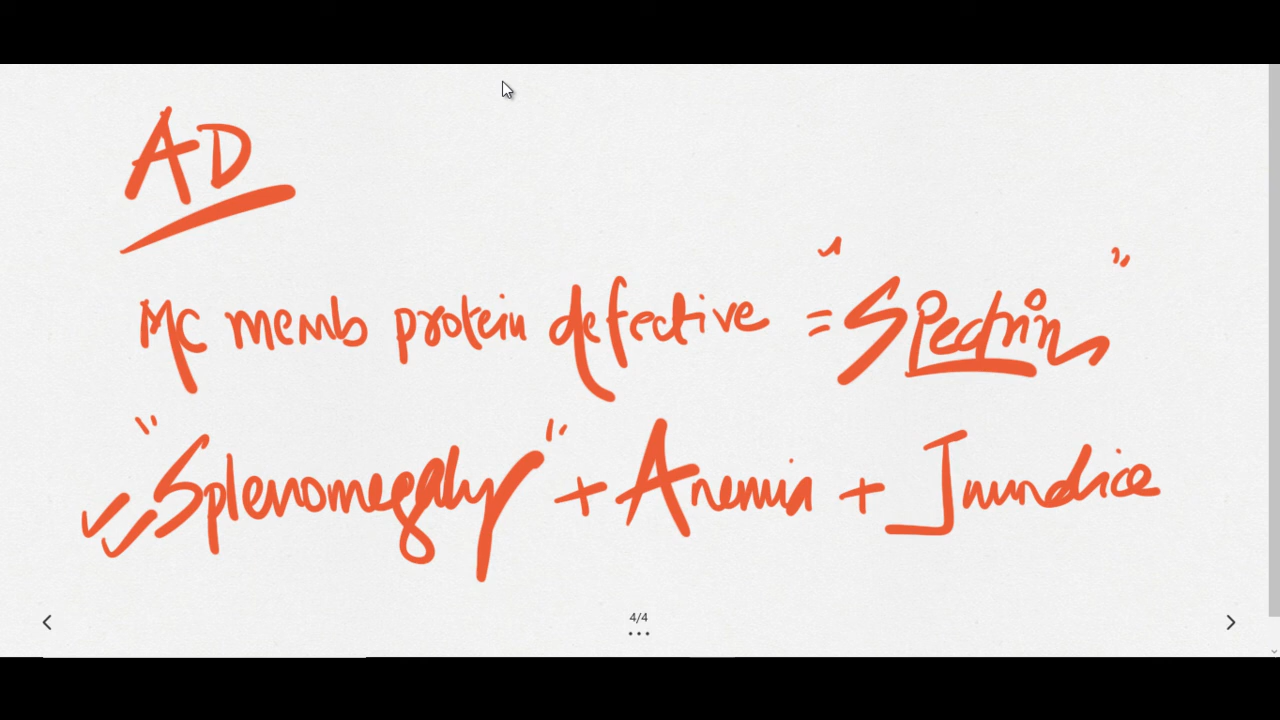 AD
Mc memb protein defective = "Spectrin"
"Splenomegaly" + Anemia + Jaundice
4/4